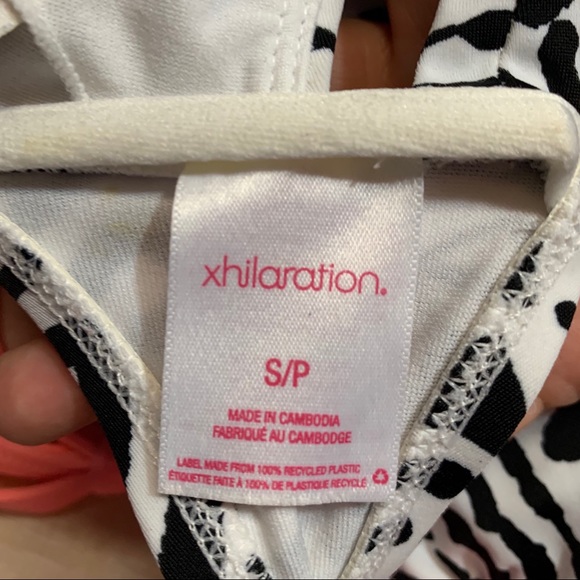 xhilaration.
S/P
MADE IN CAMBODIA
FABRIQUÉ AU CAMBODGE
LABEL MADE FROM 100% RECYCLED PLASTIC
ÉTIQUETTE FAITE À 100% DE PLASTIQUE RECYCLÉ